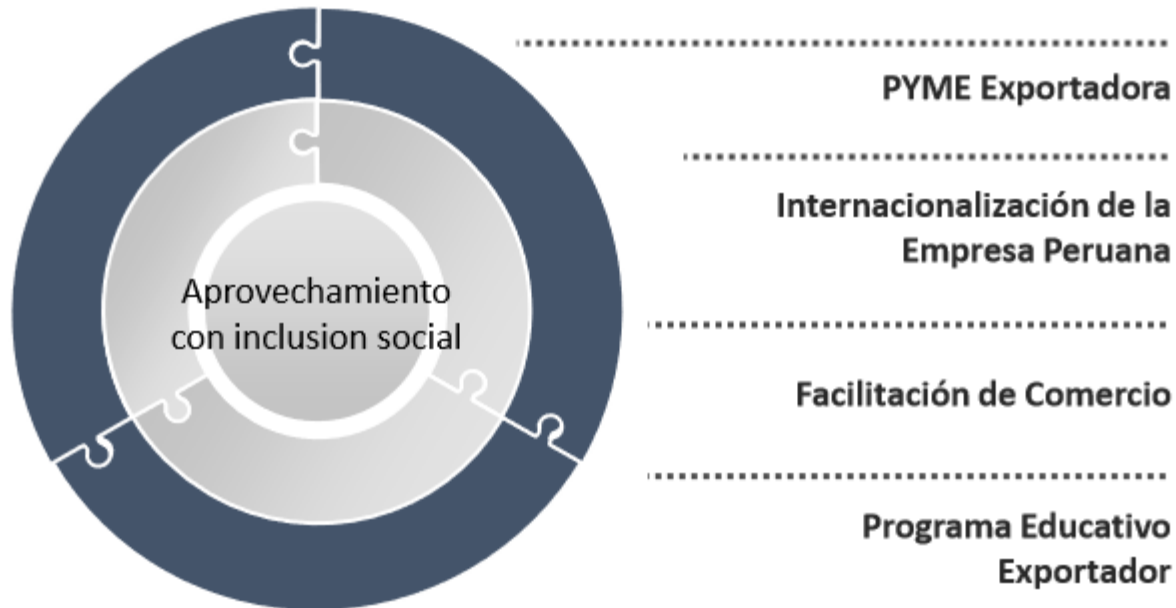 PYME Exportadora
Internacionalización de la
Empresa Peruana
Aprovechamiento
con inclusion social
Facilitación de Comercio
Programa Educativo
Exportador